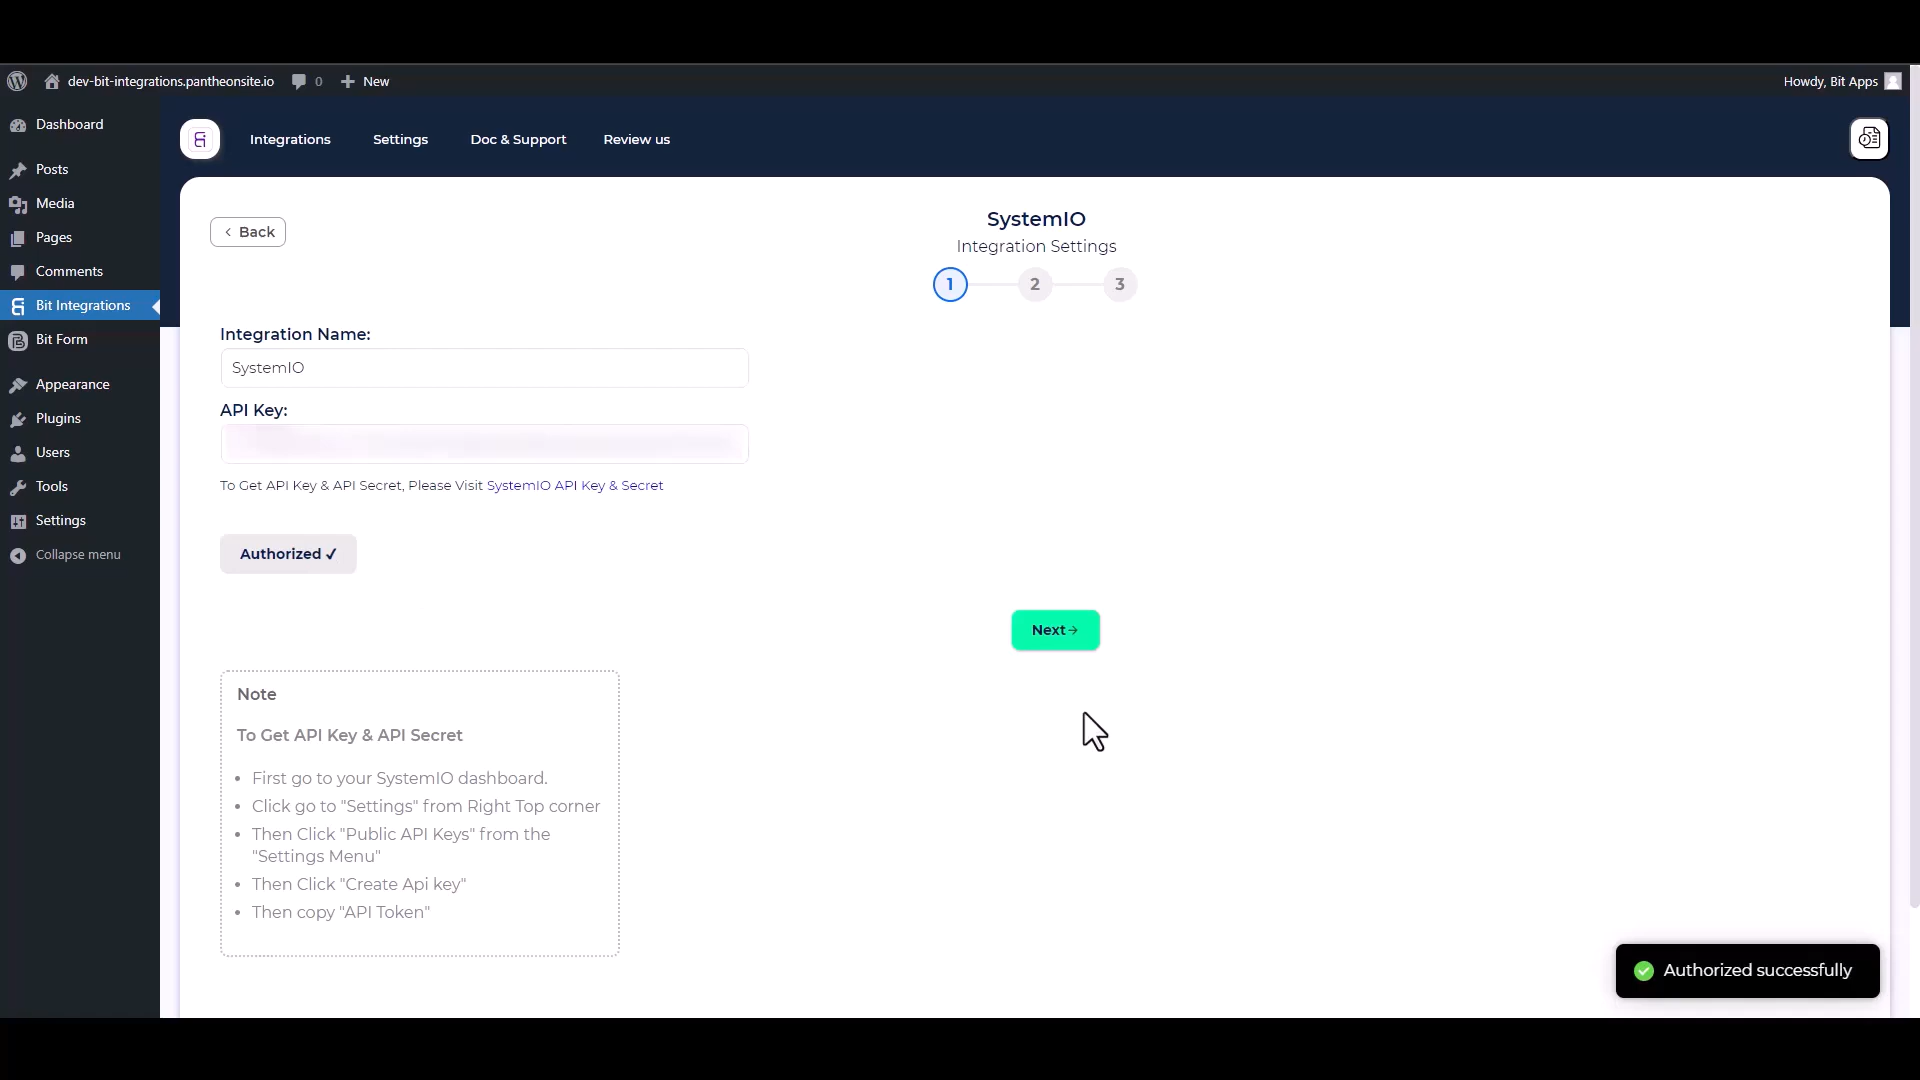 dev-bit-integrations.pantheonsite.io 0 New Howdy, Bit Apps
Dashboard
Posts
Media
Pages
Comments
Bit Integrations
Bit Form
Appearance
Plugins
Users
Tools
Settings
Collapse menu
Integrations Settings Doc & Support Review us
< Back
SystemIO
Integration Settings
1 2 3
Integration Name:
SystemIO
API Key:
To Get API Key & API Secret, Please Visit SystemIO API Key & Secret
Authorized ✓
Next→
Note
To Get API Key & API Secret
• First go to your SystemIO dashboard.
• Click go to "Settings" from Right Top corner
• Then Click "Public API Keys" from the
"Settings Menu"
• Then Click "Create Api key"
• Then copy "API Token"
Authorized successfully